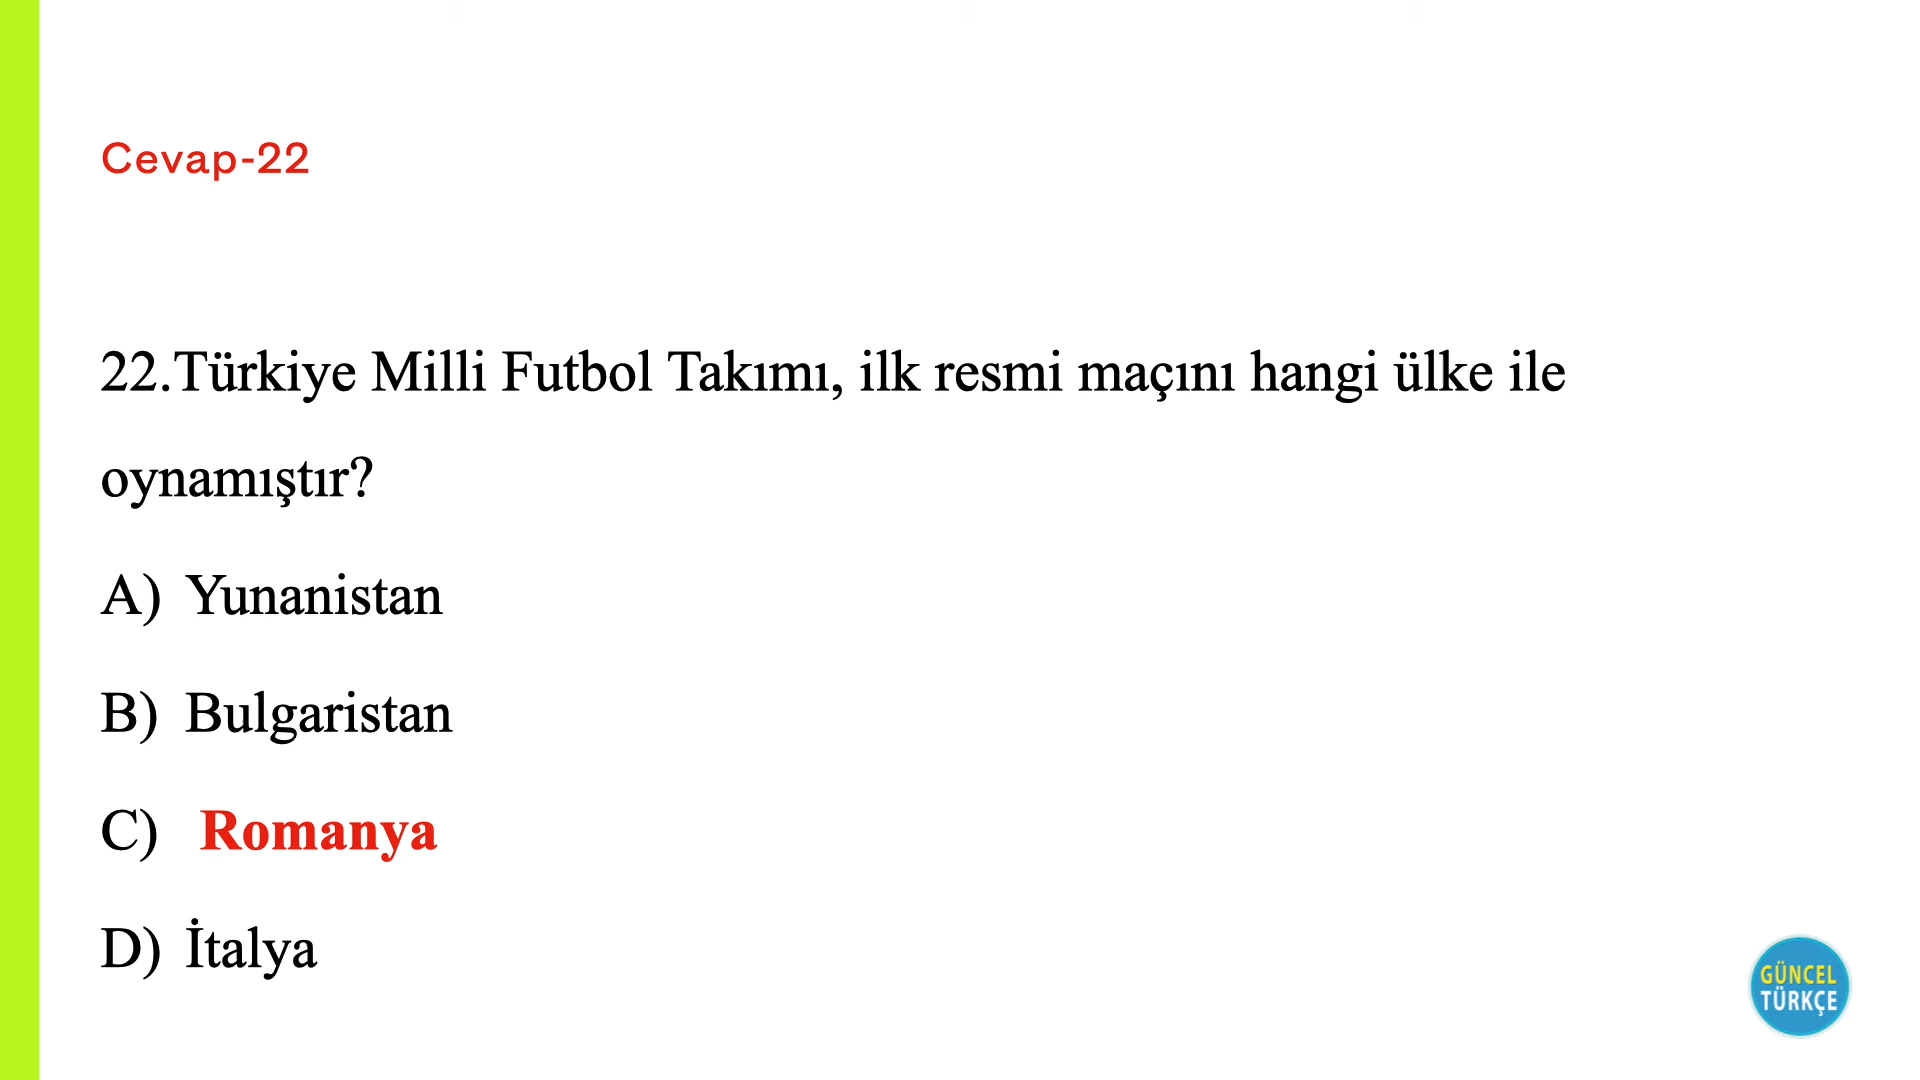 Cevap-22
22.Türkiye Milli Futbol Takımı, ilk resmi maçını hangi ülke ile
oynamıştır?
A) Yunanistan
B) Bulgaristan
C) Romanya
D) İtalya
GÜNCEL
TÜRKÇE